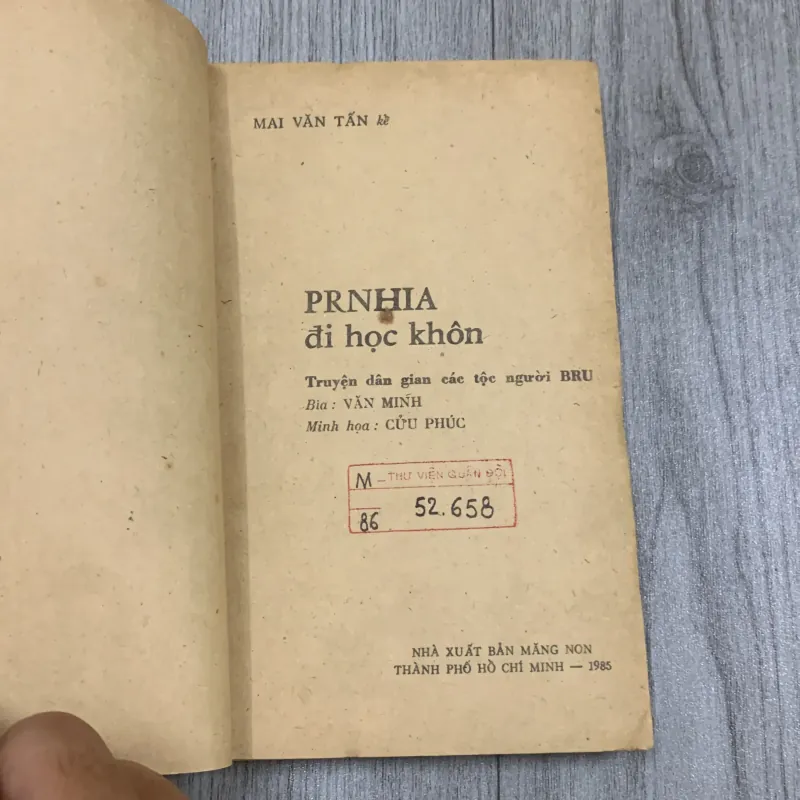 MAI VĂN TẤN kể
PRNHIA
đi học khôn
Truyện dân gian các tộc người BRU
Bìa : VĂN MINH
Minh họa : CỬU PHÚC
M - THƯ VIỆN QUÂN ĐỘI
86 52.658
NHÀ XUẤT BẢN MĂNG NON
THÀNH PHỐ HỒ CHÍ MINH — 1985